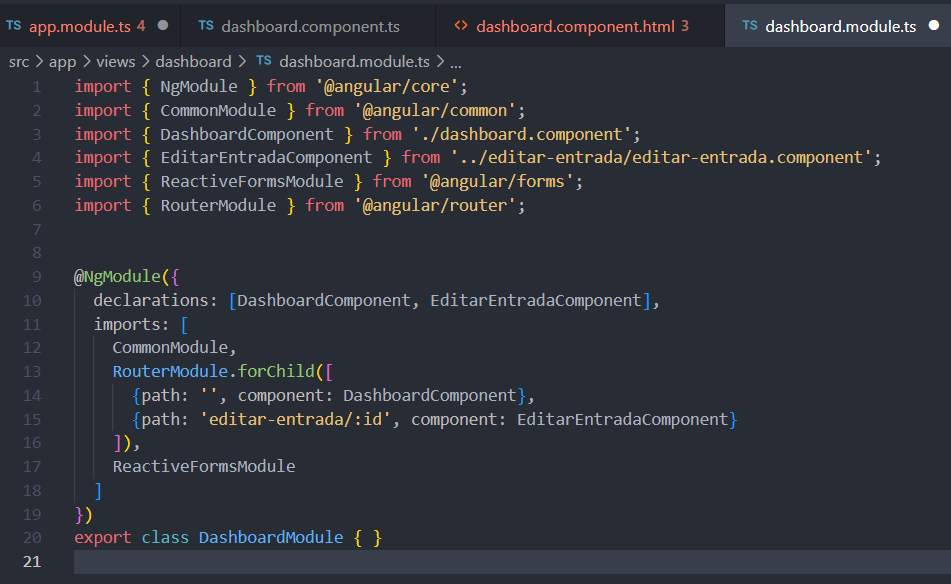 TS app.module.ts 4
TS dashboard.component.ts
<> dashboard.component.html 3
TS dashboard.module.ts
src > app > views > dashboard > TS dashboard.module.ts > ...
1 import { NgModule } from '@angular/core';
2 import { CommonModule } from '@angular/common';
3 import { DashboardComponent } from './dashboard.component';
4 import { EditarEntradaComponent } from '../editar-entrada/editar-entrada.component';
5 import { ReactiveFormsModule } from '@angular/forms';
6 import { RouterModule } from '@angular/router';
7
8
9 @NgModule({
10 declarations: [DashboardComponent, EditarEntradaComponent],
11 imports: [
12 CommonModule,
13 RouterModule.forChild([
14 {path: '', component: DashboardComponent},
15 {path: 'editar-entrada/:id', component: EditarEntradaComponent}
16 ]),
17 ReactiveFormsModule
18 ]
19 })
20 export class DashboardModule { }
21